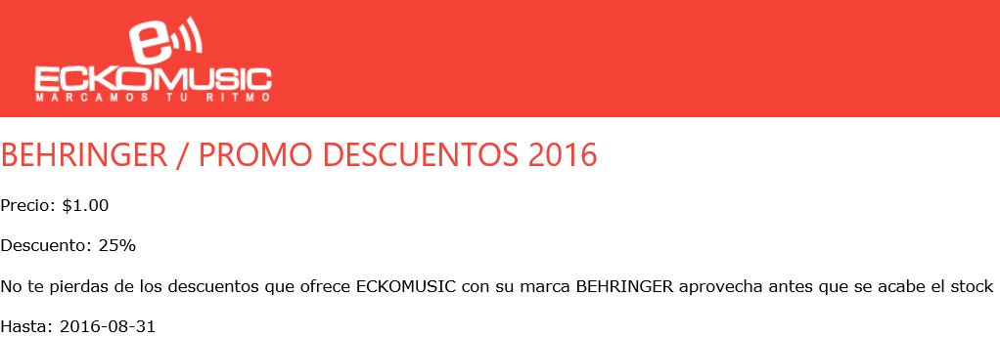 ECKOMUSIC
MARCAMOS TU RITMO
BEHRINGER / PROMO DESCUENTOS 2016
Precio: $1.00
Descuento: 25%
No te pierdas de los descuentos que ofrece ECKOMUSIC con su marca BEHRINGER aprovecha antes que se acabe el stock
Hasta: 2016-08-31